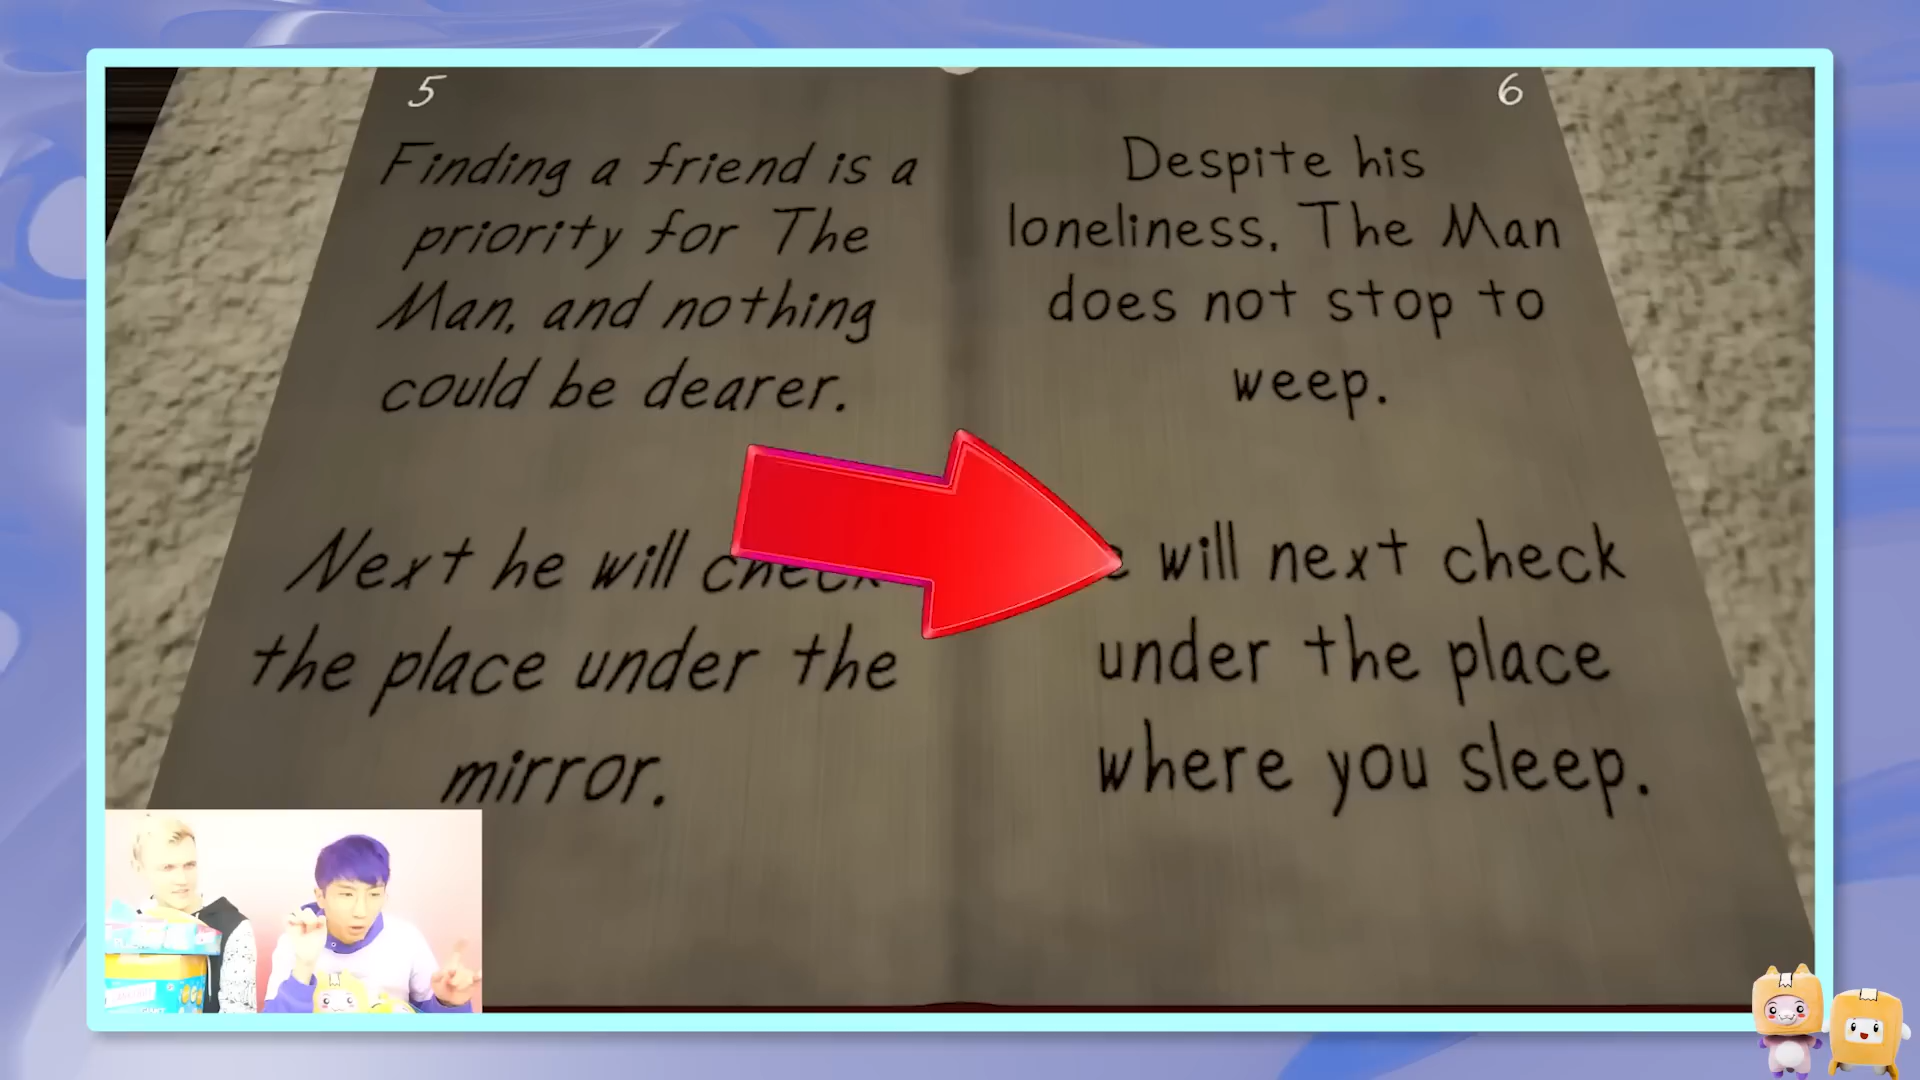 5
Finding a friend is a
priority for The
Man, and nothing
could be dearer.
Next he will check
the place under the
mirror.
6
Despite his
loneliness, The Man
does not stop to
weep.
will next check
under the place
where you sleep.